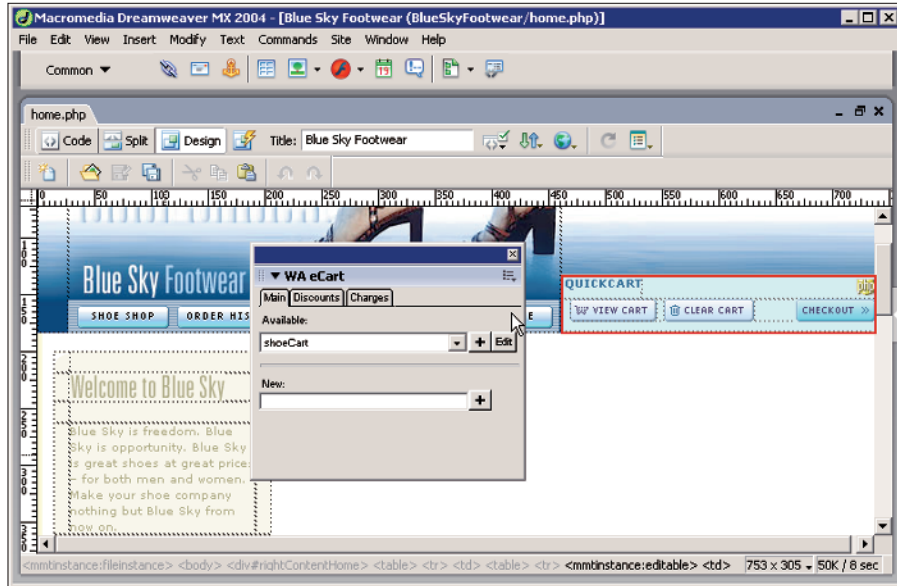 Macromedia Dreamweaver MX 2004 - [Blue Sky Footwear (BlueSkyFootwear/home.php)]
File Edit View Insert Modify Text Commands Site Window Help
Common
home.php
Code Split Design Title: Blue Sky Footwear
0 50 100 150 200 250 300 350 400 450 500 550 600 650 700
Blue Sky Footwear
SHOE SHOP ORDER HIS E
QUICKCART
php
VIEW CART CLEAR CART CHECKOUT >>
WA eCart
Main Discounts Charges
Available:
shoeCart + Edit
New:
+
Welcome to Blue Sky
Blue Sky is freedom. Blue
Sky is opportunity. Blue Sky
is great shoes at great price
– for both men and women.
Make your shoe company
nothing but Blue Sky from
now on.
<mmtinstance:fileinstance> <body> <div#rightContentHome> <table> <tr> <td> <table> <tr> <mmtinstance:editable> <td> 753 x 305 50K / 8 sec